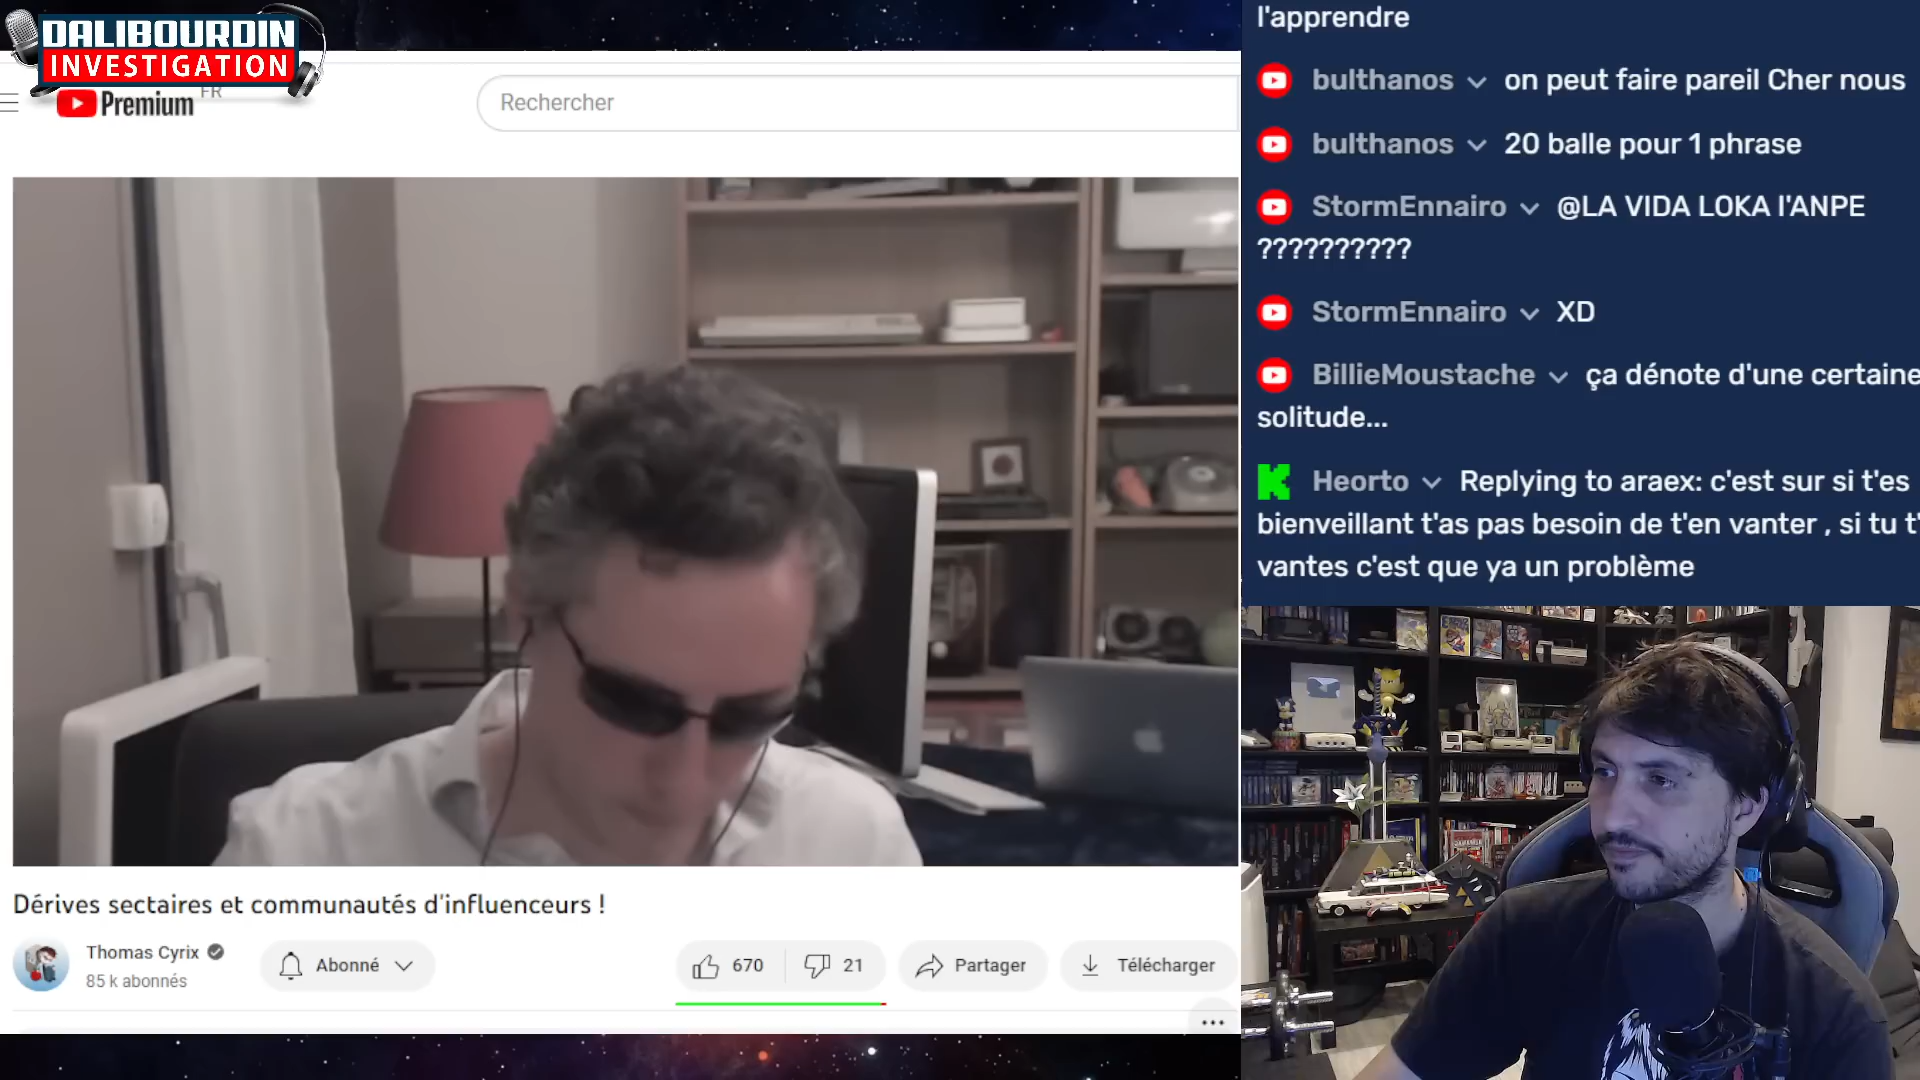 DALIBOURDIN
INVESTIGATION
Premium
FR
Rechercher
Dérives sectaires et communautés d'influenceurs !
Thomas Cyrix
85 k abonnés
Abonné
670
21
Partager
Télécharger
l'apprendre
bulthanos on peut faire pareil Cher nous
bulthanos 20 balle pour 1 phrase
StormEnnairo @LA VIDA LOKA l'ANPE
??????????
StormEnnairo XD
BillieMoustache ça dénote d'une certaine
solitude...
Heorto Replying to araex: c'est sur si t'es
bienveillant t'as pas besoin de t'en vanter , si tu t'
vantes c'est que ya un problème